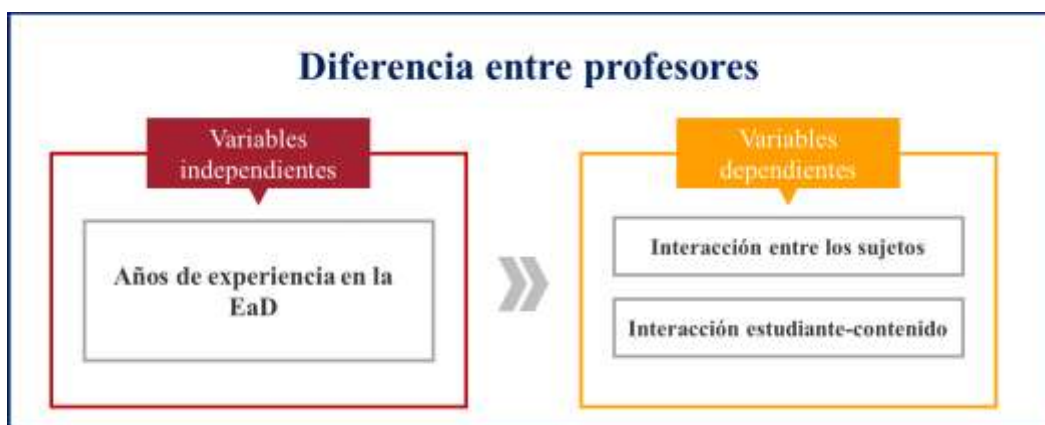 Diferencia entre profesores
Variables
independientes
Años de experiencia en la
EaD
Variables
dependientes
Interacción entre los sujetos
Interacción estudiante-contenido